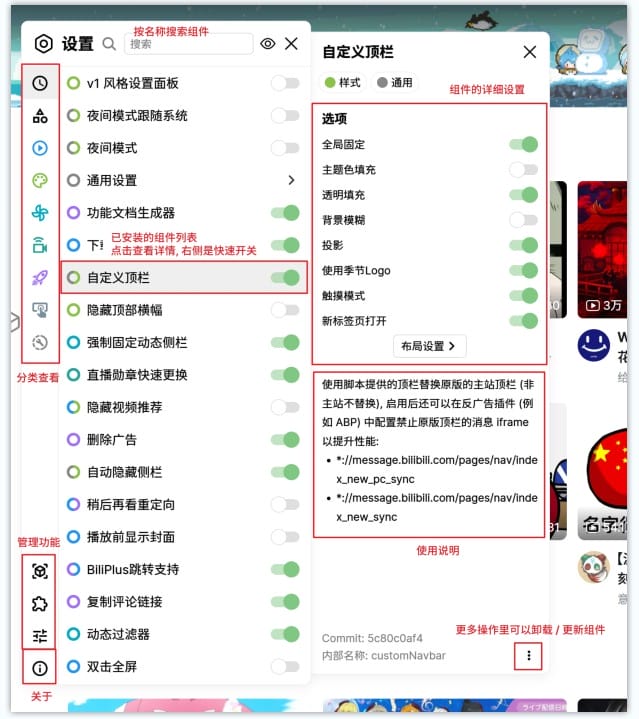 设置
按名称搜索组件
搜索
v1 风格设置面板
夜间模式跟随系统
夜间模式
通用设置
功能文档生成器
已安装的组件列表
点击查看详情, 右侧是快速开关
自定义顶栏
隐藏顶部横幅
强制固定动态侧栏
直播勋章快速更换
隐藏视频推荐
删除广告
自动隐藏侧栏
稍后再看重定向
播放前显示封面
BiliPlus跳转支持
复制评论链接
动态过滤器
双击全屏
分类查看
管理功能
关于
自定义顶栏
样式
通用
组件的详细设置
选项
全局固定
主题色填充
透明填充
背景模糊
投影
使用季节Logo
触摸模式
新标签页打开
布局设置
使用脚本提供的顶栏替换原版的主站顶栏 (非
主站不替换), 启用后还可以在反广告插件 (例
如 ABP) 中配置禁止原版顶栏的消息 iframe
以提升性能:
*://message.bilibili.com/pages/nav/inde
x_new_pc_sync
*://message.bilibili.com/pages/nav/inde
x_new_sync
使用说明
更多操作里可以卸载 / 更新组件
Commit: 5c80c0af4
内部名称: customNavbar
3万
名字